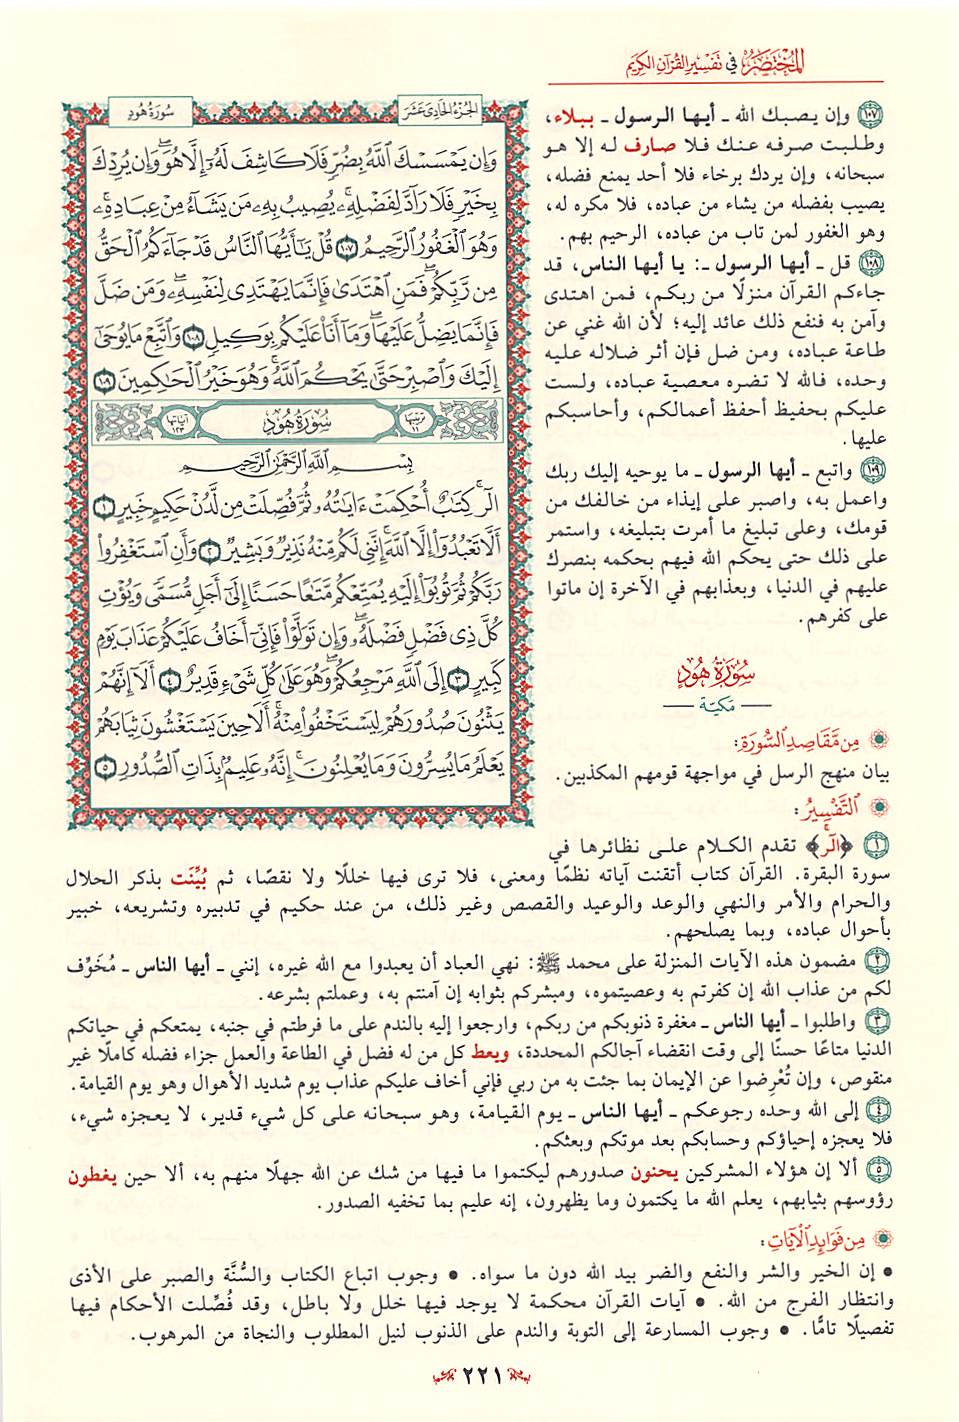 المختصر في تفسير القرآن الكريم
الجزء الحادي عشر
سورة هود
وَإِن يَمْسَسْكَ ٱللَّهُ بِضُرٍّ فَلَا كَاشِفَ لَهُۥٓ إِلَّا هُوَۖ وَإِن يُرِدْكَ
بِخَيْرٍ فَلَا رَآدَّ لِفَضْلِهِۦۚ يُصِيبُ بِهِۦ مَن يَشَآءُ مِنْ عِبَادِهِۦۚ
وَهُوَ ٱلْغَفُورُ ٱلرَّحِيمُ ١٠٧ قُلْ يَٰٓأَيُّهَا ٱلنَّاسُ قَدْ جَآءَكُمُ ٱلْحَقُّ
مِن رَّبِّكُمْۖ فَمَنِ ٱهْتَدَىٰ فَإِنَّمَا يَهْتَدِى لِنَفْسِهِۦۖ وَمَن ضَلَّ
فَإِنَّمَا يَضِلُّ عَلَيْهَاۖ وَمَآ أَنَا۠ عَلَيْكُم بِوَكِيلٍ ١٠٨ وَٱتَّبِعْ مَا يُوحَىٰٓ
إِلَيْكَ وَٱصْبِرْ حَتَّىٰ يَحْكُمَ ٱللَّهُۚ وَهُوَ خَيْرُ ٱلْحَٰكِمِينَ ١٠٩
ترتيبها ١١ سُورَةُ هُودٍ آياتها ١٢٣
بِسْمِ ٱللَّهِ ٱلرَّحْمَٰنِ ٱلرَّحِيمِ
الٓرۚ كِتَٰبٌ أُحْكِمَتْ ءَايَٰتُهُۥ ثُمَّ فُصِّلَتْ مِن لَّدُنْ حَكِيمٍ خَبِيرٍ ١
أَلَّا تَعْبُدُوٓا۟ إِلَّا ٱللَّهَۚ إِنَّنِى لَكُم مِّنْهُ نَذِيرٌ وَبَشِيرٌ ٢ وَأَنِ ٱسْتَغْفِرُوا۟
رَبَّكُمْ ثُمَّ تُوبُوٓا۟ إِلَيْهِ يُمَتِّعْكُم مَّتَٰعًا حَسَنًا إِلَىٰٓ أَجَلٍ مُّسَمًّى وَيُؤْتِ
كُلَّ ذِى فَضْلٍ فَضْلَهُۥۖ وَإِن تَوَلَّوْا۟ فَإِنِّىٓ أَخَافُ عَلَيْكُمْ عَذَابَ يَوْمٍ
كَبِيرٍ ٣ إِلَى ٱللَّهِ مَرْجِعُكُمْۖ وَهُوَ عَلَىٰ كُلِّ شَىْءٍ قَدِيرٌ ٤ أَلَآ إِنَّهُمْ
يَثْنُونَ صُدُورَهُمْ لِيَسْتَخْفُوا۟ مِنْهُۚ أَلَا حِينَ يَسْتَغْشُونَ ثِيَابَهُمْ
يَعْلَمُ مَا يُسِرُّونَ وَمَا يُعْلِنُونَۚ إِنَّهُۥ عَلِيمٌۢ بِذَاتِ ٱلصُّدُورِ ٥
١٠٧ وإن يصبك الله ـ أيها الرسول ـ ببلاء،
وطلبت صرفه عنك فلا صارف له إلا هو
سبحانه، وإن يردك برخاء فلا أحد يمنع فضله،
يصيب بفضله من يشاء من عباده، فلا مكره له،
وهو الغفور لمن تاب من عباده، الرحيم بهم.
١٠٨ قل ـ أيها الرسول ـ: يا أيها الناس، قد
جاءكم القرآن منزلًا من ربكم، فمن اهتدى
وآمن به فنفع ذلك عائد إليه؛ لأن الله غني عن
طاعة عباده، ومن ضل فإن أثر ضلاله عليه
وحده، فالله لا تضره معصية عباده، ولست
عليكم بحفيظ أحفظ أعمالكم، وأحاسبكم
عليها.
١٠٩ واتبع ـ أيها الرسول ـ ما يوحيه إليك ربك
واعمل به، واصبر على إيذاء من خالفك من
قومك، وعلى تبليغ ما أمرت بتبليغه، واستمر
على ذلك حتى يحكم الله فيهم بحكمه بنصرك
عليهم في الدنيا، وبعذابهم في الآخرة إن ماتوا
على كفرهم.
سُورَةُ هُودٍ
مَكيّة
مِن مَّقَاصِدِ السُّورَةِ:
بيان منهج الرسل في مواجهة قومهم المكذبين.
التَّفْسِيرُ:
١ ﴿الٓرۚ﴾ تقدم الكلام على نظائرها في
سورة البقرة. القرآن كتاب أتقنت آياته نظمًا ومعنى، فلا ترى فيها خللًا ولا نقصًا، ثم بُيِّنَت بذكر الحلال
والحرام والأمر والنهي والوعد والوعيد والقصص وغير ذلك، من عند حكيم في تدبيره وتشريعه، خبير
بأحوال عباده، وبما يصلحهم.
٢ مضمون هذه الآيات المنزلة على محمد ﷺ: نهي العباد أن يعبدوا مع الله غيره، إنني ـ أيها الناس ـ مُخَوِّف
لكم من عذاب الله إن كفرتم به وعصيتموه، ومبشركم بثوابه إن آمنتم به، وعملتم بشرعه.
٣ واطلبوا ـ أيها الناس ـ مغفرة ذنوبكم من ربكم، وارجعوا إليه بالندم على ما فرطتم في جنبه، يمتعكم في حياتكم
الدنيا متاعًا حسنًا إلى وقت انقضاء آجالكم المحددة، ويعط كل من له فضل في الطاعة والعمل جزاء فضله كاملًا غير
منقوص، وإن تُعْرِضوا عن الإيمان بما جئت به من ربي فإني أخاف عليكم عذاب يوم شديد الأهوال وهو يوم القيامة.
٤ إلى الله وحده رجوعكم ـ أيها الناس ـ يوم القيامة، وهو سبحانه على كل شيء قدير، لا يعجزه شيء،
فلا يعجزه إحياؤكم وحسابكم بعد موتكم وبعثكم.
٥ ألا إن هؤلاء المشركين يحنون صدورهم ليكتموا ما فيها من شك عن الله جهلًا منهم به، ألا حين يغطون
رؤوسهم بثيابهم، يعلم الله ما يكتمون وما يظهرون، إنه عليم بما تخفيه الصدور.
مِن فَوَائِدِ الآيَاتِ:
• إن الخير والشر والنفع والضر بيد الله دون ما سواه. • وجوب اتباع الكتاب والسُّنَّة والصبر على الأذى
وانتظار الفرج من الله. • آيات القرآن محكمة لا يوجد فيها خلل ولا باطل، وقد فُصِّلت الأحكام فيها
تفصيلًا تامًّا. • وجوب المسارعة إلى التوبة والندم على الذنوب لنيل المطلوب والنجاة من المرهوب.
٢٢١